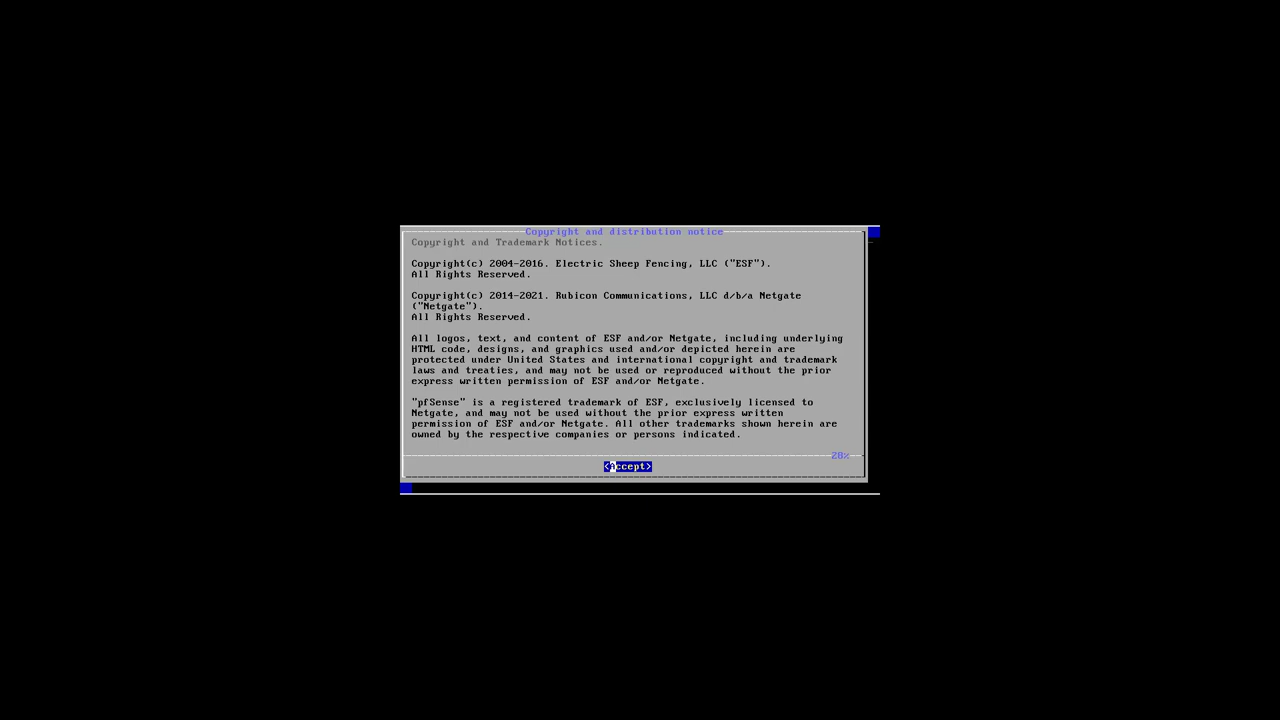 Copyright and distribution notice
Copyright and Trademark Notices.
Copyright(c) 2004-2016. Electric Sheep Fencing, LLC ("ESF").
All Rights Reserved.
Copyright(c) 2014-2021. Rubicon Communications, LLC d/b/a Netgate
("Netgate").
All Rights Reserved.
All logos, text, and content of ESF and/or Netgate, including underlying
HTML code, designs, and graphics used and/or depicted herein are
protected under United States and international copyright and trademark
laws and treaties, and may not be used or reproduced without the prior
express written permission of ESF and/or Netgate.
"pfSense" is a registered trademark of ESF, exclusively licensed to
Netgate, and may not be used without the prior express written
permission of ESF and/or Netgate. All other trademarks shown herein are
owned by the respective companies or persons indicated.
28%
<Accept>